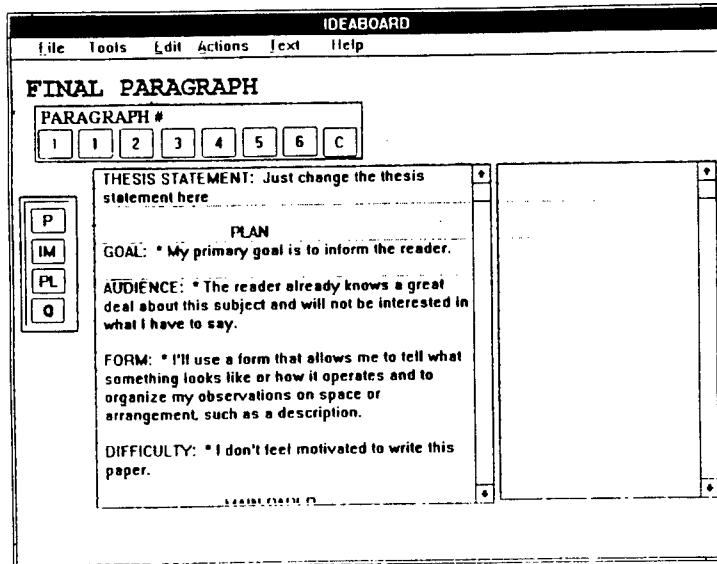 IDEABOARD
File Tools Edit Actions Text Help
FINAL PARAGRAPH
PARAGRAPH #
I 1 2 3 4 5 6 C
THESIS STATEMENT: Just change the thesis
statement here
PLAN
GOAL: * My primary goal is to inform the reader.
AUDIENCE: * The reader already knows a great
deal about this subject and will not be interested in
what I have to say.
FORM: * I'll use a form that allows me to tell what
something looks like or how it operates and to
organize my observations on space or
arrangement, such as a description.
DIFFICULTY: * I don't feel motivated to write this
paper.
P
IM
PL
Q